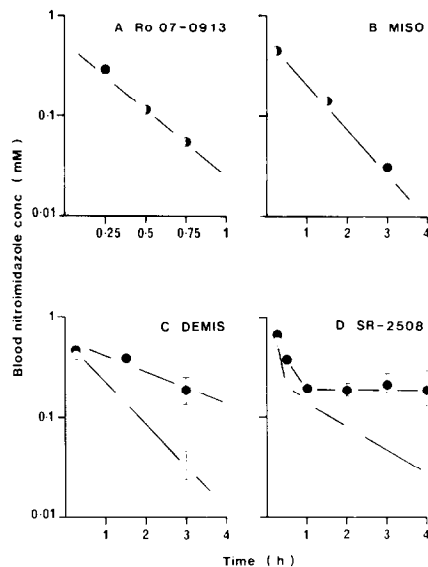 A Ro 07-0913
B MISO
1
0·1
0·01
0·25 0·5 0·75 1
1 2 3 4
Blood nitroimidazole conc (mM)
C DEMIS
D SR-2508
1
0·1
0·01
1 2 3 4
1 2 3 4
Time (h)